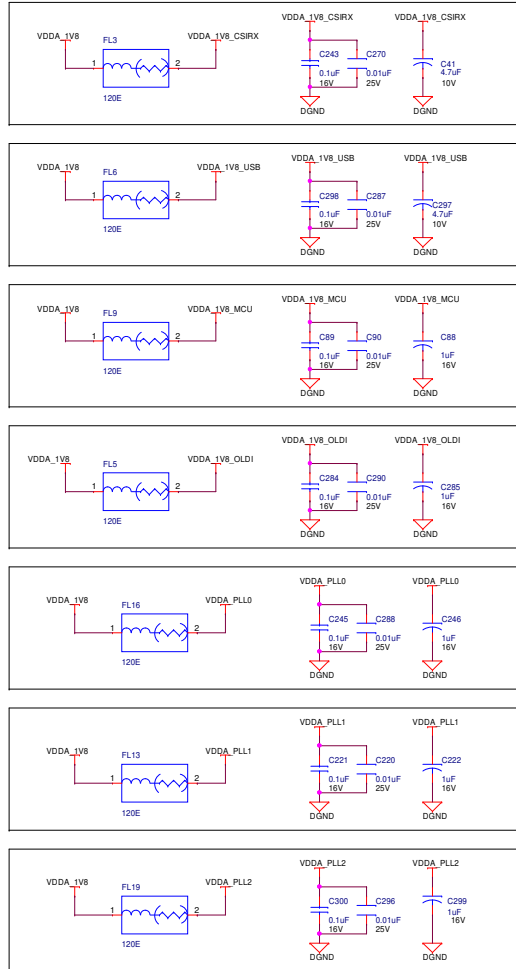 VDDA_1V8 FL3 VDDA_1V8_CSIRX VDDA_1V8_CSIRX VDDA_1V8_CSIRX
1 2 C243 C270 C41
0.1uF 0.01uF 4.7uF
120E 16V 25V 10V
DGND DGND
VDDA_1V8 FL6 VDDA_1V8_USB VDDA_1V8_USB VDDA_1V8_USB
1 2 C298 C287 C297
0.1uF 0.01uF 4.7uF
120E 16V 25V 10V
DGND DGND
VDDA_1V8 FL9 VDDA_1V8_MCU VDDA_1V8_MCU VDDA_1V8_MCU
1 2 C89 C90 C88
0.1uF 0.01uF 1uF
120E 16V 25V 16V
DGND DGND
VDDA_1V8 FL5 VDDA_1V8_OLDI VDDA_1V8_OLDI VDDA_1V8_OLDI
1 2 C284 C290 C285
0.1uF 0.01uF 1uF
120E 16V 25V 16V
DGND DGND
VDDA_1V8 FL16 VDDA_PLL0 VDDA_PLL0 VDDA_PLL0
1 2 C245 C288 C246
0.1uF 0.01uF 1uF
120E 16V 25V 16V
DGND DGND
VDDA_1V8 FL13 VDDA_PLL1 VDDA_PLL1 VDDA_PLL1
1 2 C221 C220 C222
0.1uF 0.01uF 1uF
120E 16V 25V 16V
DGND DGND
VDDA_1V8 FL19 VDDA_PLL2 VDDA_PLL2 VDDA_PLL2
1 2 C300 C296 C299
0.1uF 0.01uF 1uF
120E 16V 25V 16V
DGND DGND